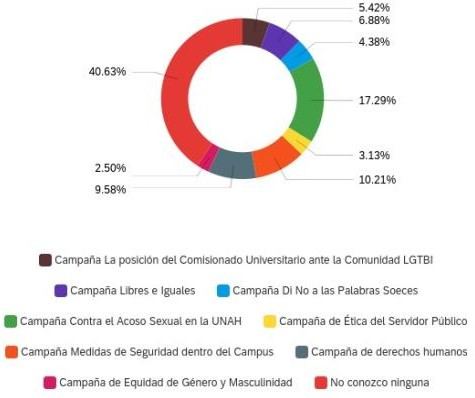 5.42%
6.88%
4.38%
40.63%
17.29%
3.13%
2.50%
10.21%
9.58%
Campaña La posición del Comisionado Universitario ante la Comunidad LGTBI
Campaña Libres e Iguales
Campaña Di No a las Palabras Soeces
Campaña Contra el Acoso Sexual en la UNAH
Campaña de Ética del Servidor Público
Campaña Medidas de Seguridad dentro del Campus
Campaña de derechos humanos
Campaña de Equidad de Género y Masculinidad
No conozco ninguna